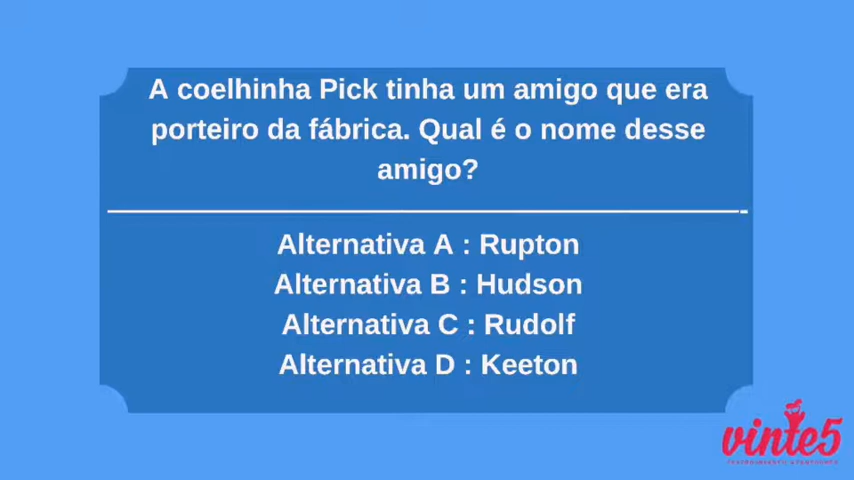 A coelhinha Pick tinha um amigo que era
porteiro da fábrica. Qual é o nome desse
amigo?
Alternativa A : Rupton
Alternativa B : Hudson
Alternativa C : Rudolf
Alternativa D : Keeton
vinte5